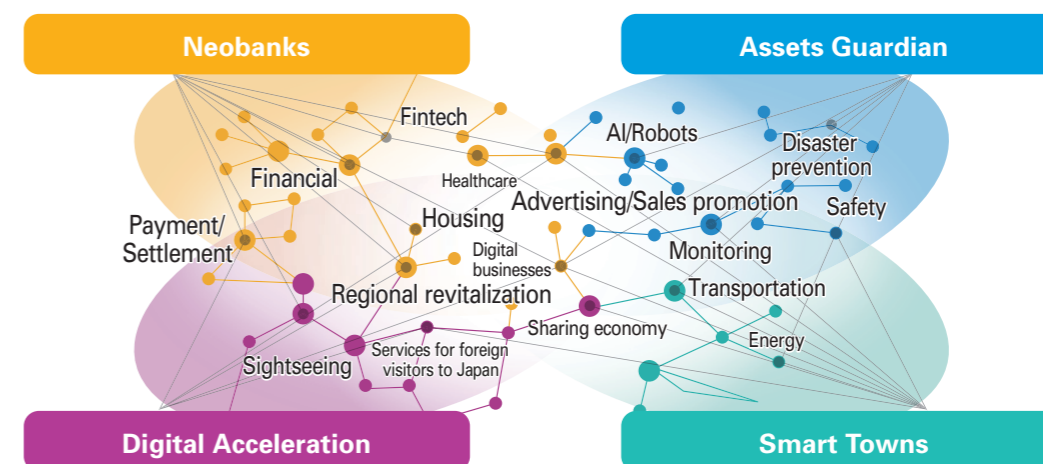 Neobanks
Assets Guardian
Fintech
AI/Robots
Disaster
prevention
Financial
Healthcare
Advertising/Sales promotion
Safety
Payment/
Settlement
Housing
Monitoring
Digital
businesses
Regional revitalization
Transportation
Sharing economy
Energy
Sightseeing
Services for foreign
visitors to Japan
Digital Acceleration
Smart Towns